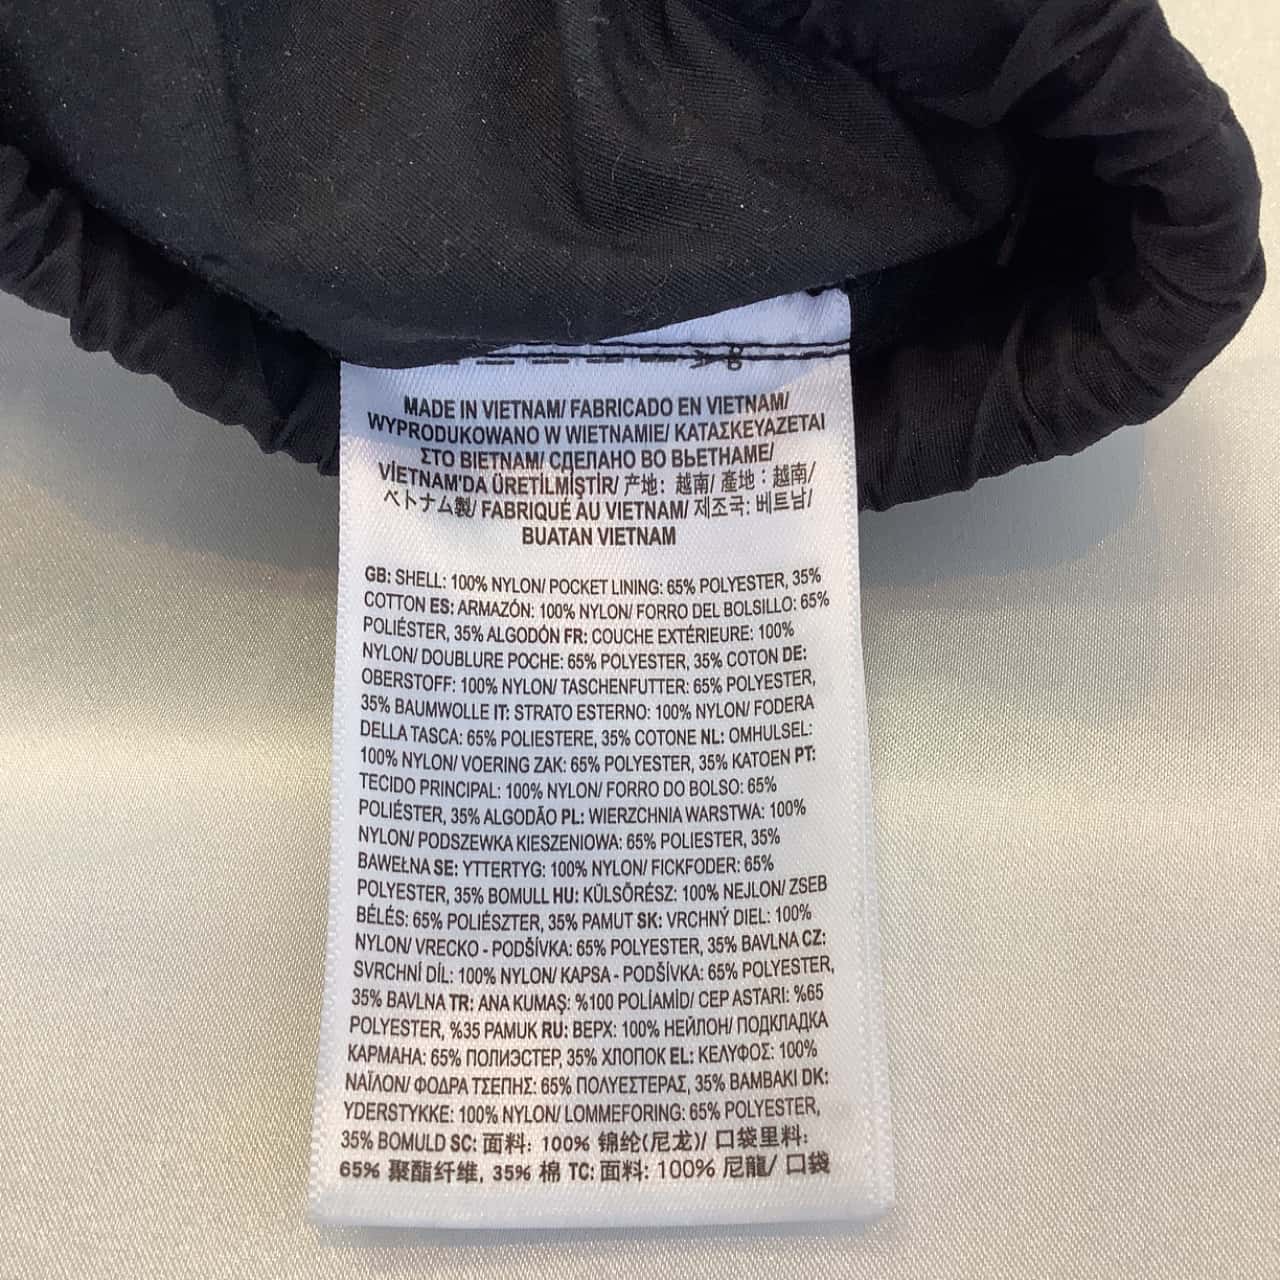 MADE IN VIETNAM/ FABRICADO EN VIETNAM/
WYPRODUKOWANO W WIETNAMIE/ ΚΑΤΑΣΚΕΥΑΖΕΤΑΙ
ΣΤΟ ΒΙΕΤΝΑΜ/ СДЕЛАНО ВО ВЬЕТНАМЕ/
VİETNAM'DA ÜRETİLMİŞTİR/ 产地: 越南/ 產地：越南/
ベトナム製/ FABRIQUÉ AU VIETNAM/ 제조국: 베트남/
BUATAN VIETNAM
GB: SHELL: 100% NYLON/ POCKET LINING: 65% POLYESTER, 35%
COTTON ES: ARMAZÓN: 100% NYLON/ FORRO DEL BOLSILLO: 65%
POLIÉSTER, 35% ALGODÓN FR: COUCHE EXTÉRIEURE: 100%
NYLON/ DOUBLURE POCHE: 65% POLYESTER, 35% COTON DE:
OBERSTOFF: 100% NYLON/ TASCHENFUTTER: 65% POLYESTER,
35% BAUMWOLLE IT: STRATO ESTERNO: 100% NYLON/ FODERA
DELLA TASCA: 65% POLIESTERE, 35% COTONE NL: OMHULSEL:
100% NYLON/ VOERING ZAK: 65% POLYESTER, 35% KATOEN PT:
TECIDO PRINCIPAL: 100% NYLON/ FORRO DO BOLSO: 65%
POLIÉSTER, 35% ALGODÃO PL: WIERZCHNIA WARSTWA: 100%
NYLON/ PODSZEWKA KIESZENIOWA: 65% POLIESTER, 35%
BAWEŁNA SE: YTTERTYG: 100% NYLON/ FICKFODER: 65%
POLYESTER, 35% BOMULL HU: KÜLSŐRÉSZ: 100% NEJLON/ ZSEB
BÉLÉS: 65% POLIÉSZTER, 35% PAMUT SK: VRCHNÝ DIEL: 100%
NYLON/ VRECKO - PODŠÍVKA: 65% POLYESTER, 35% BAVLNA CZ:
SVRCHNÍ DÍL: 100% NYLON/ KAPSA - PODŠÍVKA: 65% POLYESTER,
35% BAVLNA TR: ANA KUMAŞ: %100 POLİAMİD/ CEP ASTARI: %65
POLYESTER, %35 PAMUK RU: ВЕРХ: 100% НЕЙЛОН/ ПОДКЛАДКА
КАРМАНА: 65% ПОЛИЭСТЕР, 35% ХЛОПОК EL: ΚΕΛΥΦΟΣ: 100%
ΝΑΪΛΟΝ/ ΦΟΔΡΑ ΤΣΕΠΗΣ: 65% ΠΟΛΥΕΣΤΕΡΑΣ, 35% ΒΑΜΒΑΚΙ DK:
YDERSTYKKE: 100% NYLON/ LOMMEFORING: 65% POLYESTER,
35% BOMULD SC: 面料: 100% 锦纶(尼龙)/ 口袋里料:
65% 聚酯纤维, 35% 棉 TC: 面料: 100% 尼龍/ 口袋